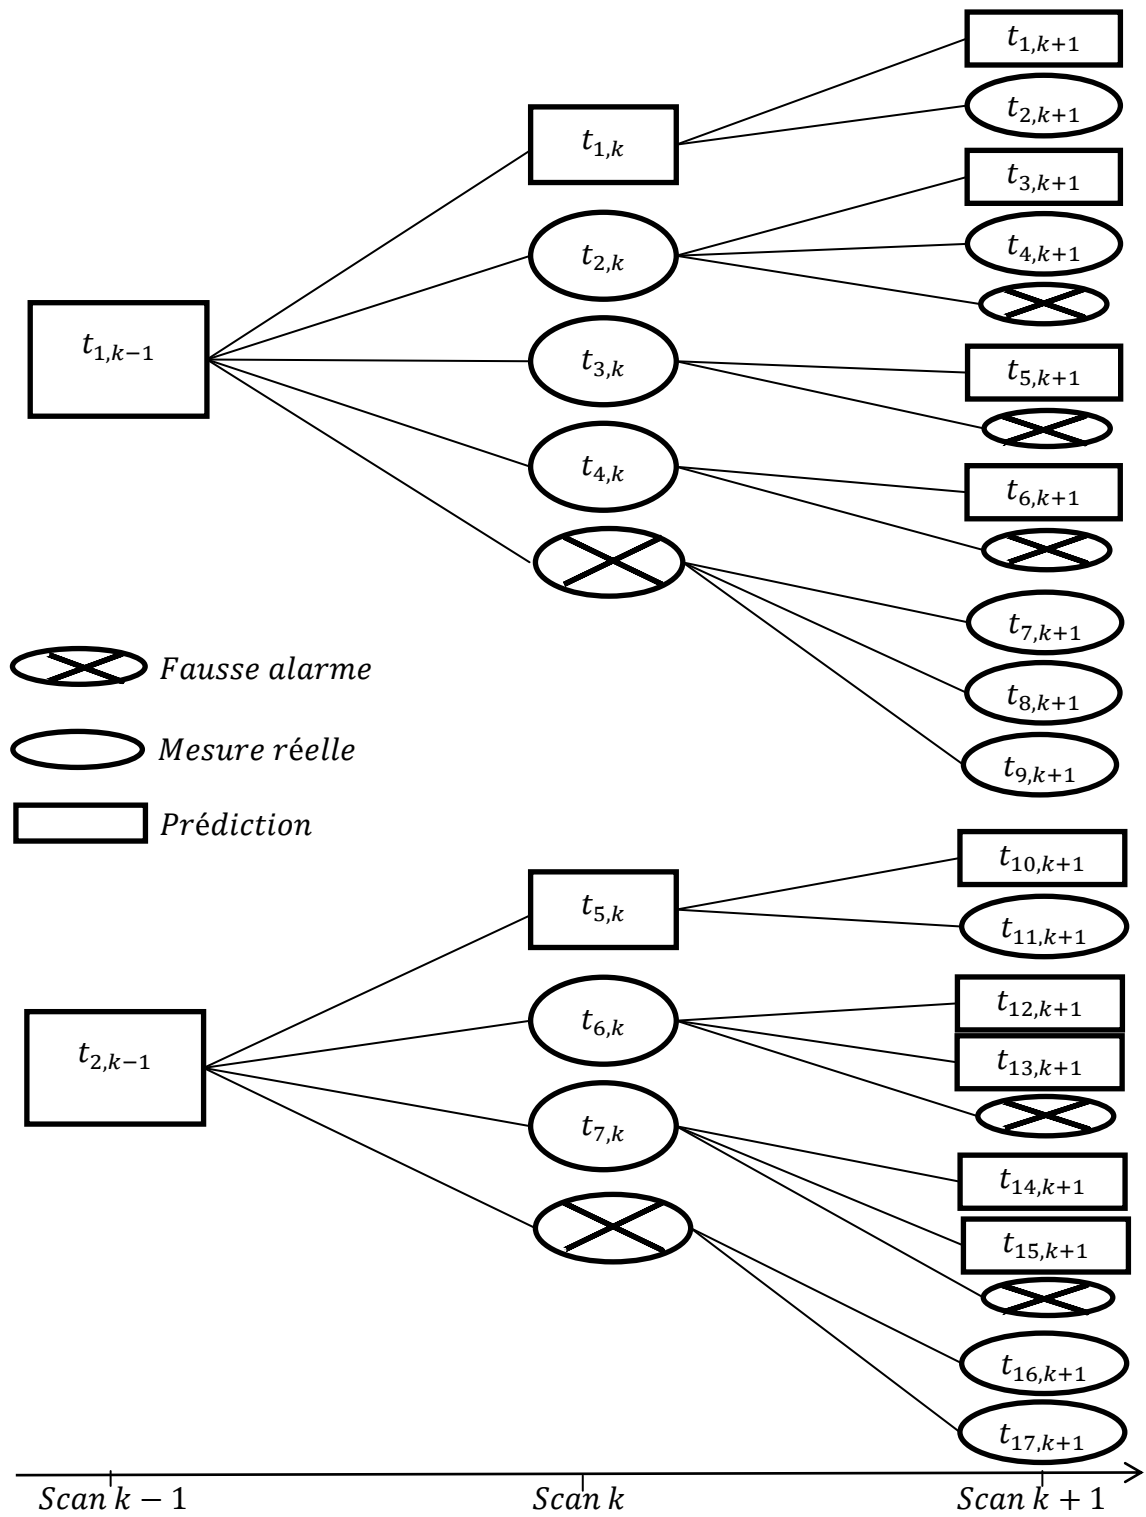 t1,k+1
t2,k+1
t1,k
t3,k+1
t4,k+1
t2,k
t1,k−1
t3,k
t5,k+1
t4,k
t6,k+1
t7,k+1
Fausse alarme
t8,k+1
Mesure réelle
t9,k+1
Prédiction
t10,k+1
t5,k
t11,k+1
t12,k+1
t6,k
t2,k−1
t13,k+1
t7,k
t14,k+1
t15,k+1
t16,k+1
t17,k+1
Scan k − 1
Scan k
Scan k + 1